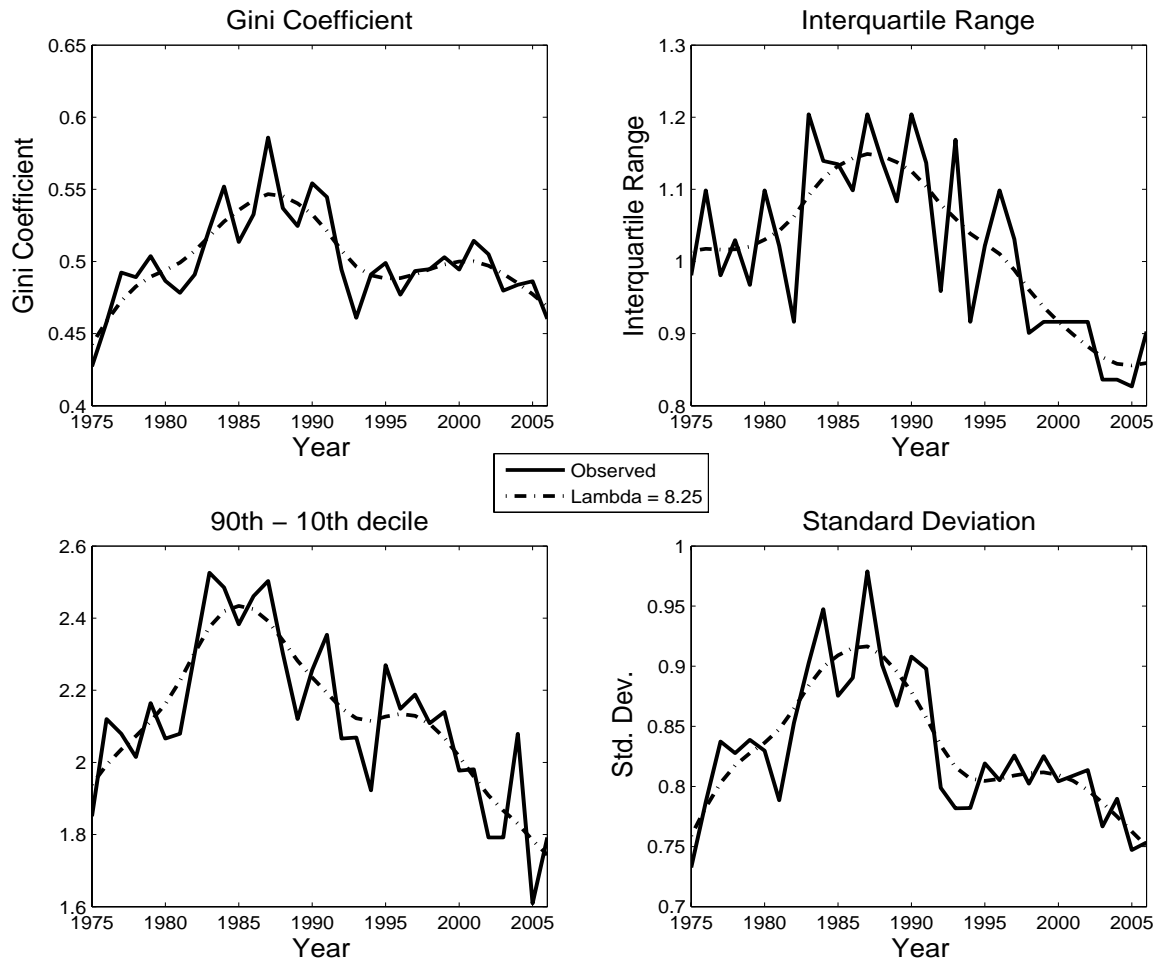 Gini Coefficient
0.65
0.6
0.55
0.5
0.45
0.4
Gini Coefficient
1975 1980 1985 1990 1995 2000 2005
Year
Interquartile Range
1.3
1.2
1.1
1
0.9
0.8
Interquartile Range
1975 1980 1985 1990 1995 2000 2005
Year
Observed
Lambda = 8.25
90th − 10th decile
2.6
2.4
2.2
2
1.8
1.6
1975 1980 1985 1990 1995 2000 2005
Year
Standard Deviation
1
0.95
0.9
0.85
0.8
0.75
0.7
Std. Dev.
1975 1980 1985 1990 1995 2000 2005
Year